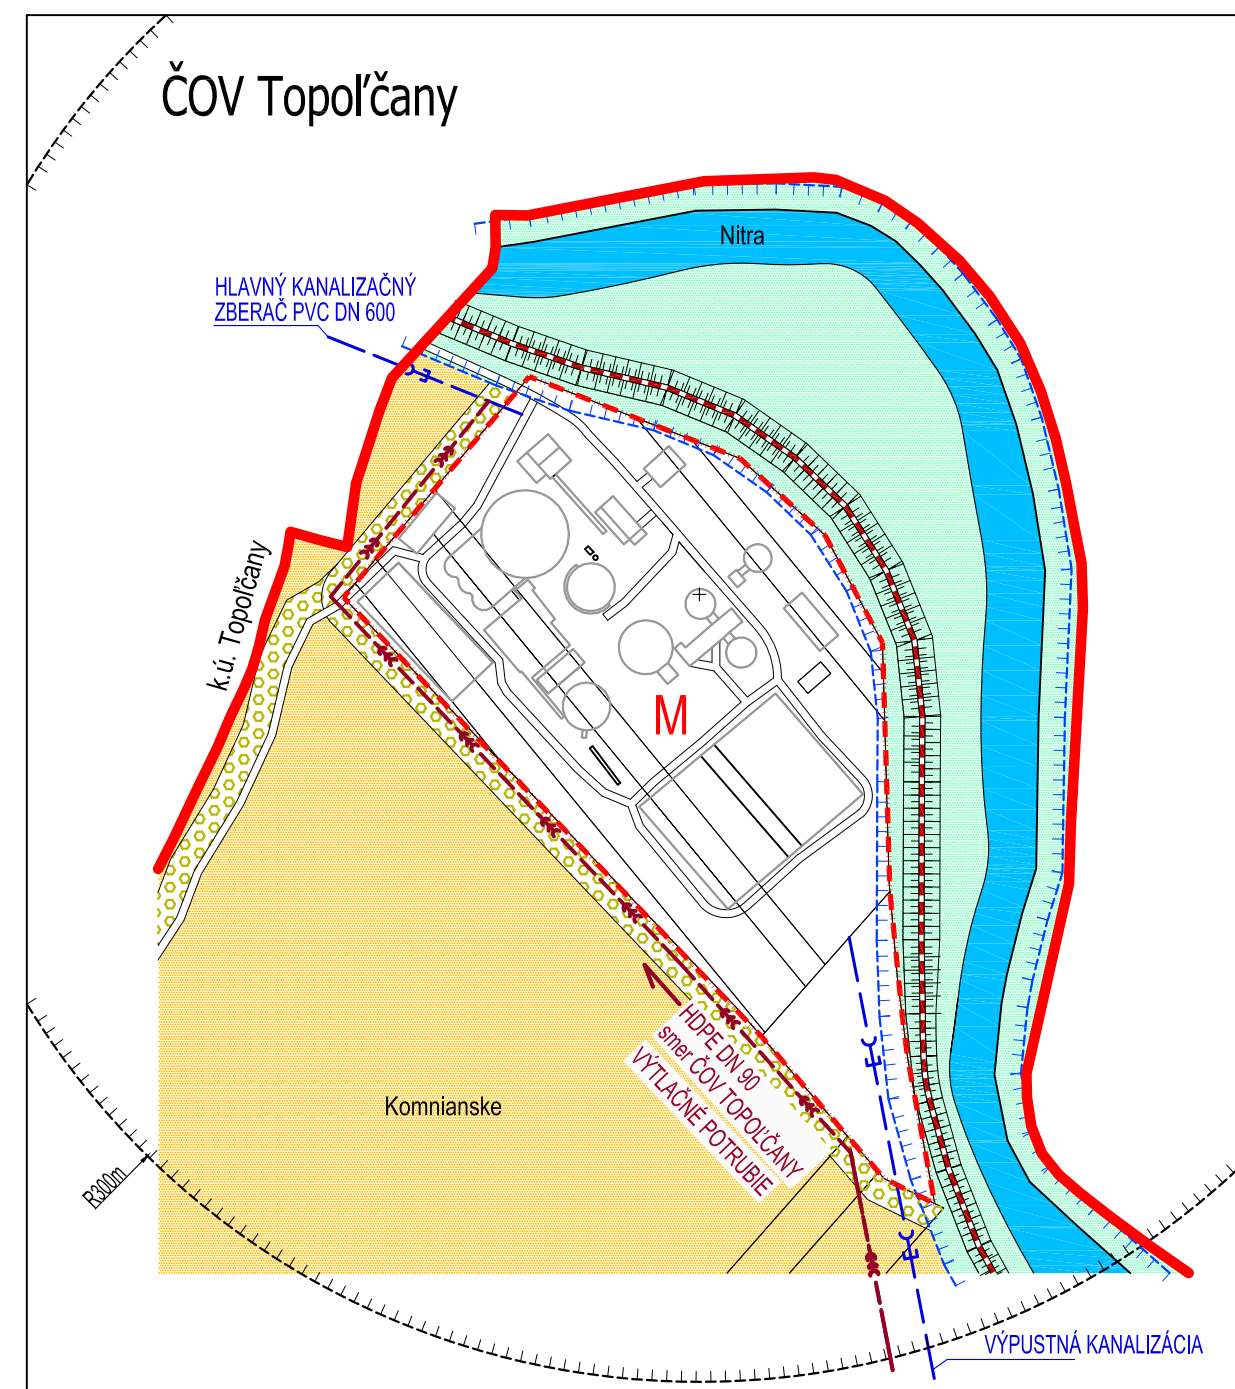 ČOV Topoľčany
Nitra
HLAVNÝ KANALIZAČNÝ
ZBERAČ PVC DN 600
k.ú. Topoľčany
M
HDPE DN 90
smer ČOV TOPOĽČANY
VÝTLAČNÉ POTRUBIE
Komnianske
R300m
VÝPUSTNÁ KANALIZÁCIA